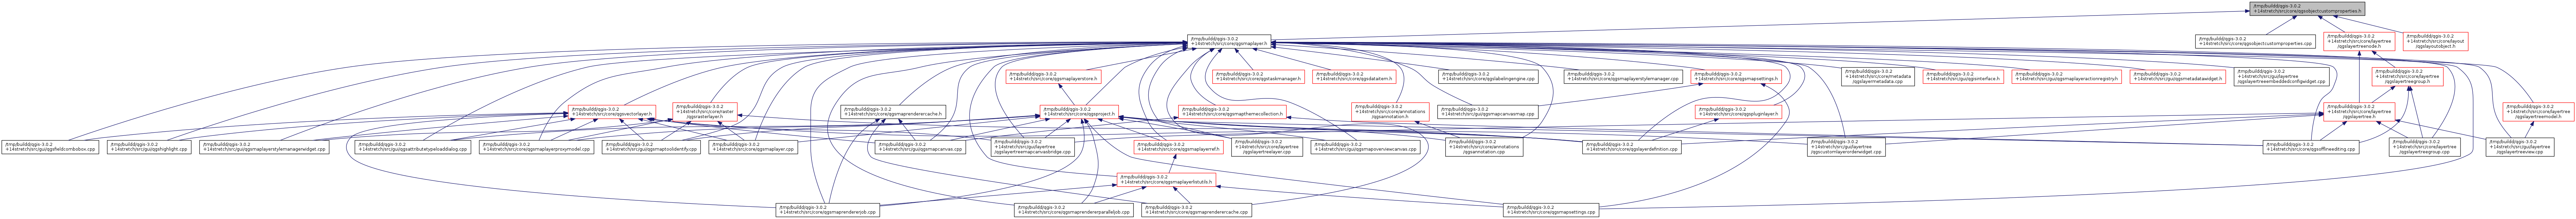 /tmp/buildd/qgis-3.0.2
+14stretch/src/core/qgsobjectcustomproperties.h
/tmp/buildd/qgis-3.0.2
+14stretch/src/core/qgsmaplayer.h
/tmp/buildd/qgis-3.0.2
+14stretch/src/core/qgsobjectcustomproperties.cpp
/tmp/buildd/qgis-3.0.2
+14stretch/src/core/layertree
/qgslayertreenode.h
/tmp/buildd/qgis-3.0.2
+14stretch/src/core/layout
/qgslayoutobject.h
/tmp/buildd/qgis-3.0.2
+14stretch/src/core/qgsmaplayerstore.h
/tmp/buildd/qgis-3.0.2
+14stretch/src/core/qgstaskmanager.h
/tmp/buildd/qgis-3.0.2
+14stretch/src/core/qgsdataitem.h
/tmp/buildd/qgis-3.0.2
+14stretch/src/core/qgslabelingengine.cpp
/tmp/buildd/qgis-3.0.2
+14stretch/src/core/qgsmaplayerstylemanager.cpp
/tmp/buildd/qgis-3.0.2
+14stretch/src/core/qgsmapsettings.h
/tmp/buildd/qgis-3.0.2
+14stretch/src/core/metadata
/qgslayermetadata.cpp
/tmp/buildd/qgis-3.0.2
+14stretch/src/gui/qgisinterface.h
/tmp/buildd/qgis-3.0.2
+14stretch/src/gui/qgsmaplayeractionregistry.h
/tmp/buildd/qgis-3.0.2
+14stretch/src/gui/qgsmetadatawidget.h
/tmp/buildd/qgis-3.0.2
+14stretch/src/gui/layertree
/qgslayertreeembeddedconfigwidget.cpp
/tmp/buildd/qgis-3.0.2
+14stretch/src/core/layertree
/qgslayertreegroup.h
/tmp/buildd/qgis-3.0.2
+14stretch/src/core/qgsvectorlayer.h
/tmp/buildd/qgis-3.0.2
+14stretch/src/core/raster
/qgsrasterlayer.h
/tmp/buildd/qgis-3.0.2
+14stretch/src/core/qgsmaprenderercache.h
/tmp/buildd/qgis-3.0.2
+14stretch/src/core/qgsproject.h
/tmp/buildd/qgis-3.0.2
+14stretch/src/core/qgsmapthemecollection.h
/tmp/buildd/qgis-3.0.2
+14stretch/src/core/annotations
/qgsannotation.h
/tmp/buildd/qgis-3.0.2
+14stretch/src/gui/qgsmapcanvasmap.cpp
/tmp/buildd/qgis-3.0.2
+14stretch/src/core/qgspluginlayer.h
/tmp/buildd/qgis-3.0.2
+14stretch/src/core/layertree
/qgslayertree.h
/tmp/buildd/qgis-3.0.2
+14stretch/src/core/layertree
/qgslayertreemodel.h
/tmp/buildd/qgis-3.0.2
+14stretch/src/gui/qgsfieldcombobox.cpp
/tmp/buildd/qgis-3.0.2
+14stretch/src/gui/qgshighlight.cpp
/tmp/buildd/qgis-3.0.2
+14stretch/src/gui/qgsmaplayerstylemanagerwidget.cpp
/tmp/buildd/qgis-3.0.2
+14stretch/src/gui/qgsattributetypeloaddialog.cpp
/tmp/buildd/qgis-3.0.2
+14stretch/src/core/qgsmaplayerproxymodel.cpp
/tmp/buildd/qgis-3.0.2
+14stretch/src/gui/qgsmaptoolidentify.cpp
/tmp/buildd/qgis-3.0.2
+14stretch/src/core/qgsmaplayer.cpp
/tmp/buildd/qgis-3.0.2
+14stretch/src/gui/qgsmapcanvas.cpp
/tmp/buildd/qgis-3.0.2
+14stretch/src/gui/layertree
/qgslayertreemapcanvasbridge.cpp
/tmp/buildd/qgis-3.0.2
+14stretch/src/core/qgsmaplayerref.h
/tmp/buildd/qgis-3.0.2
+14stretch/src/core/layertree
/qgslayertreelayer.cpp
/tmp/buildd/qgis-3.0.2
+14stretch/src/gui/qgsmapoverviewcanvas.cpp
/tmp/buildd/qgis-3.0.2
+14stretch/src/core/annotations
/qgsannotation.cpp
/tmp/buildd/qgis-3.0.2
+14stretch/src/core/qgslayerdefinition.cpp
/tmp/buildd/qgis-3.0.2
+14stretch/src/gui/layertree
/qgscustomlayerorderwidget.cpp
/tmp/buildd/qgis-3.0.2
+14stretch/src/core/qgsofflineediting.cpp
/tmp/buildd/qgis-3.0.2
+14stretch/src/core/layertree
/qgslayertreegroup.cpp
/tmp/buildd/qgis-3.0.2
+14stretch/src/gui/layertree
/qgslayertreeview.cpp
/tmp/buildd/qgis-3.0.2
+14stretch/src/core/qgsmaplayerlistutils.h
/tmp/buildd/qgis-3.0.2
+14stretch/src/core/qgsmaprendererjob.cpp
/tmp/buildd/qgis-3.0.2
+14stretch/src/core/qgsmaprendererparalleljob.cpp
/tmp/buildd/qgis-3.0.2
+14stretch/src/core/qgsmaprenderercache.cpp
/tmp/buildd/qgis-3.0.2
+14stretch/src/core/qgsmapsettings.cpp